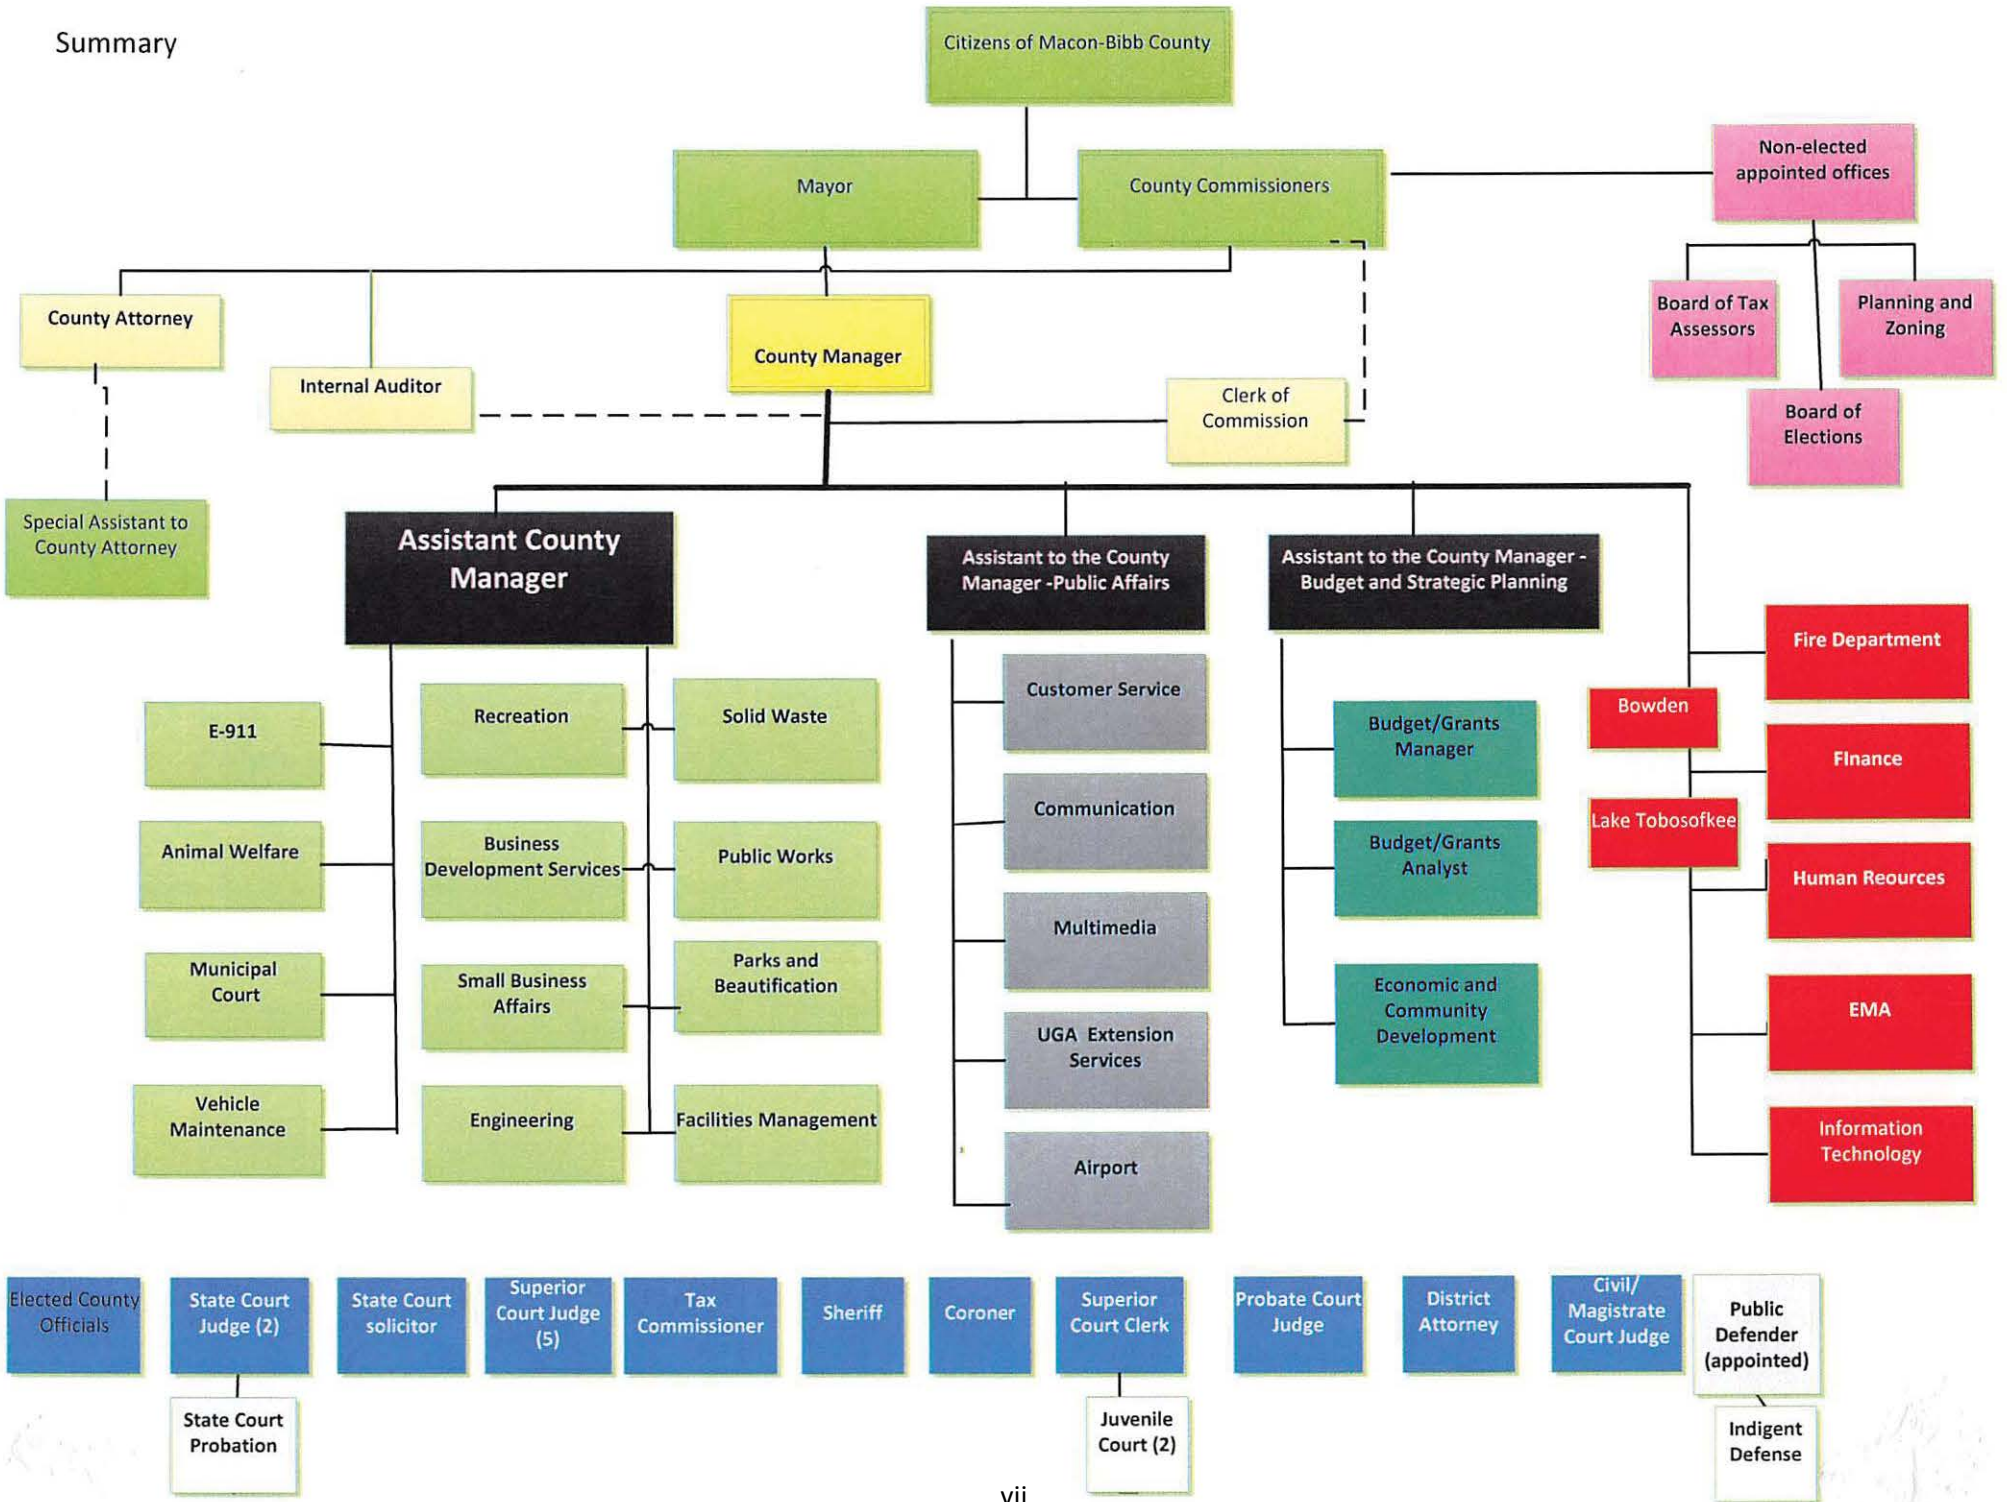 Summary
Citizens of Macon-Bibb County
Mayor
County Commissioners
Non-elected
appointed offices
County Attorney
Internal Auditor
County Manager
Clerk of
Commission
Board of Tax
Assessors
Planning and
Zoning
Board of
Elections
Special Assistant to
County Attorney
Assistant County
Manager
Assistant to the County
Manager -Public Affairs
Assistant to the County Manager -
Budget and Strategic Planning
E-911
Animal Welfare
Municipal
Court
Vehicle
Maintenance
Recreation
Business
Development Services
Small Business
Affairs
Engineering
Solid Waste
Public Works
Parks and
Beautification
Facilities Management
Customer Service
Communication
Multimedia
UGA Extension
Services
Airport
Budget/Grants
Manager
Budget/Grants
Analyst
Economic and
Community
Development
Bowden
Lake Tobosofkee
Fire Department
FInance
Human Reources
EMA
Information
Technology
Elected County
Officials
State Court
Judge (2)
State Court
solicitor
Superior
Court Judge
(5)
Tax
Commissioner
Sheriff
Coroner
Superior
Court Clerk
Probate Court
Judge
District
Attorney
Civil/
Magistrate
Court Judge
Public
Defender
(appointed)
State Court
Probation
Juvenile
Court (2)
Indigent
Defense
vii